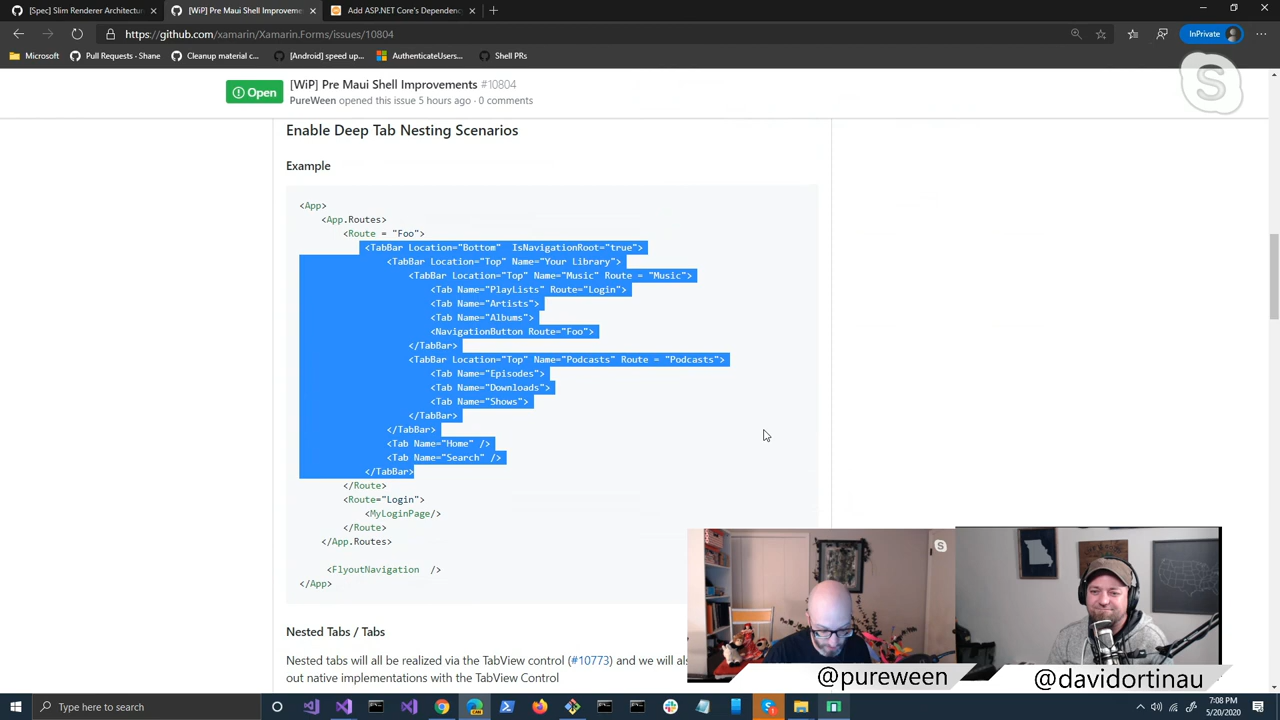 [Spec] Slim Renderer Architectur
[WiP] Pre Maui Shell Improveme
Add ASP.NET Core's Dependenc
https://github.com/xamarin/Xamarin.Forms/issues/10804
InPrivate
Microsoft
Pull Requests · Shane
Cleanup material c...
[Android] speed up...
AuthenticateUsers...
Shell PRs
Open
[WiP] Pre Maui Shell Improvements #10804
PureWeen opened this issue 5 hours ago · 0 comments
Enable Deep Tab Nesting Scenarios
Example
<App>
<App.Routes>
<Route = "Foo">
<TabBar Location="Bottom"  IsNavigationRoot="true">
<TabBar Location="Top" Name="Your Library">
<TabBar Location="Top" Name="Music" Route = "Music">
<Tab Name="PlayLists" Route="Login">
<Tab Name="Artists">
<Tab Name="Albums">
<NavigationButton Route="Foo">
</TabBar>
<TabBar Location="Top" Name="Podcasts" Route = "Podcasts">
<Tab Name="Episodes">
<Tab Name="Downloads">
<Tab Name="Shows">
</TabBar>
</TabBar>
<Tab Name="Home" />
<Tab Name="Search" />
</TabBar>
</Route>
<Route="Login">
<MyLoginPage/>
</Route>
</App.Routes>
<FlyoutNavigation  />
</App>
Nested Tabs / Tabs
Nested tabs will all be realized via the TabView control (#10773) and we will als
out native implementations with the TabView Control
@pureween
@davidortinau
Type here to search
7:08 PM
5/20/2020